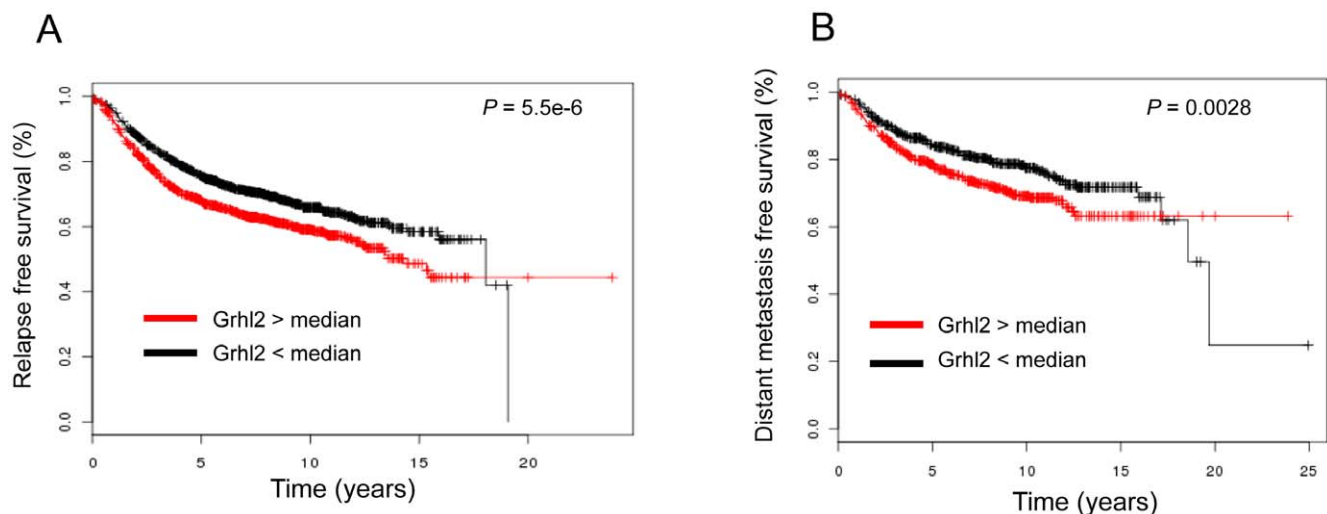 A
Relapse free survival (%)
1.0
0.8
0.6
0.4
0.2
0.0
P = 5.5e-6
Grhl2 > median
Grhl2 < median
0 5 10 15 20
Time (years)
B
Distant metastasis free survival (%)
1.0
0.8
0.6
0.4
0.2
0.0
P = 0.0028
Grhl2 > median
Grhl2 < median
0 5 10 15 20 25
Time (years)